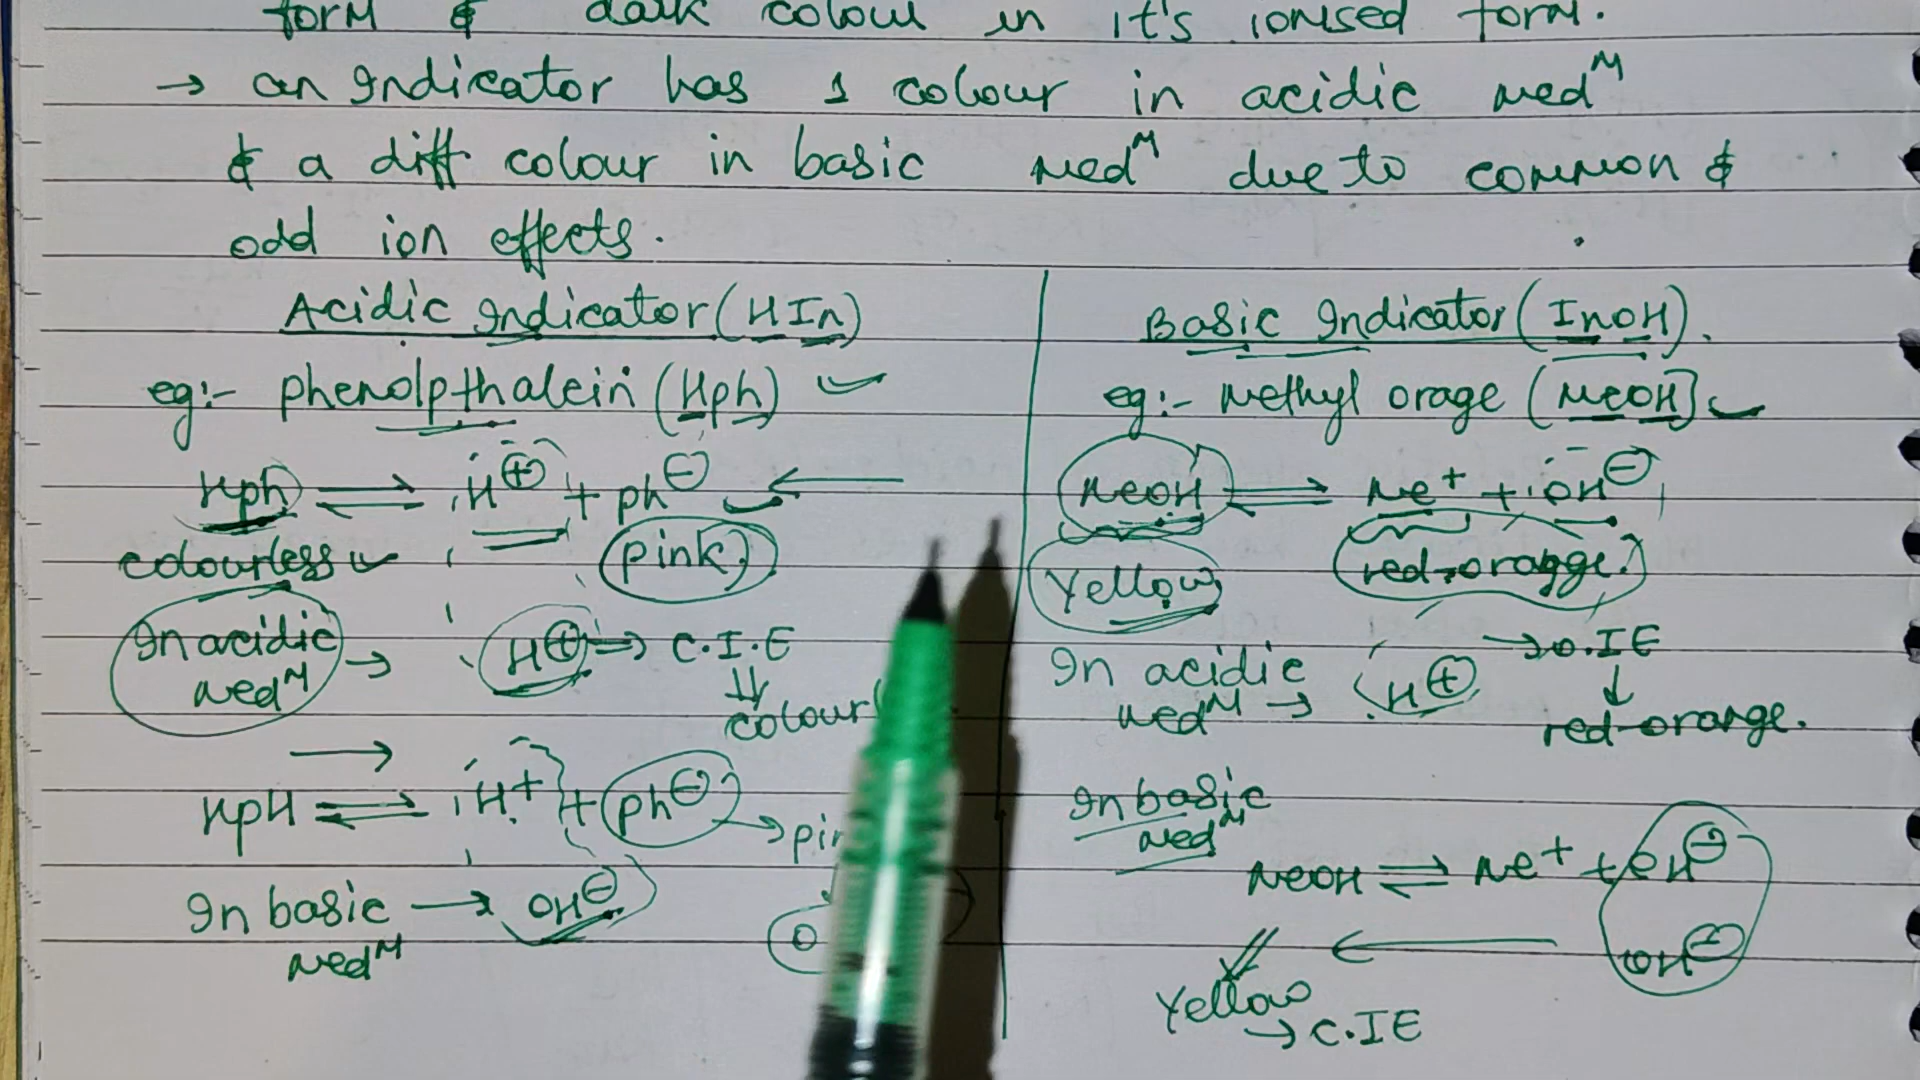 form & dark colour in it's ionised form.
→ an Indicator has 1 colour in acidic medᴹ
& a diff colour in basic medᴹ due to common &
odd ion effects.
Acidic Indicator (HIn)
eg:- phenolpthalein (Hph)
Hph ⇌ H⊕ + ph⊖ ←
colourless pink
In acidic medᴹ → H⊕ ⇒ C.I.E
⇓
colour
→
HpH ⇌ H+ + ph⊖ → pin
In basic medᴹ → OH⊖
O
Basic Indicator (InOH).
eg:- Methyl orage (MeOH)
MeOH ⇌ Me+ + OH⊖
Yellow red-oragge
In acidic medᴹ → H⊕ → O.IE
↓
red-orange.
In basic medᴹ
MeOH ⇌ Me+ + OH⊖
← OH⊖
Yellow
→ C.IE